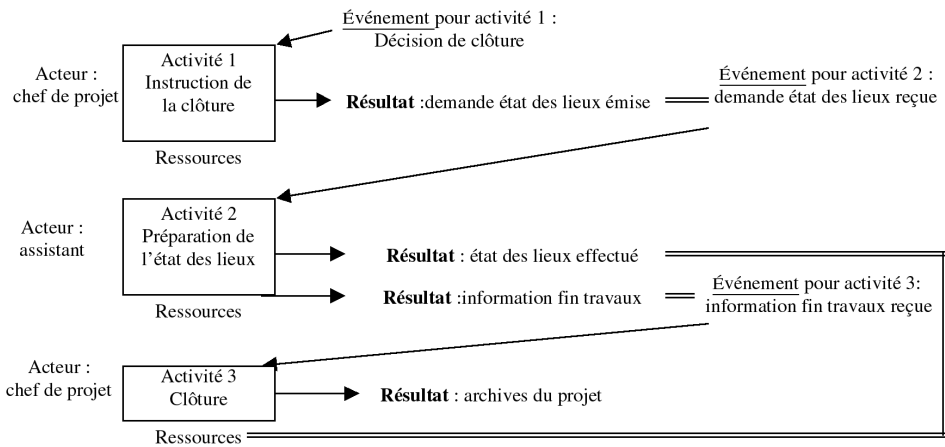 Événement pour activité 1 :
Décision de clôture
Acteur :
chef de projet
Activité 1
Instruction de
la clôture
Résultat :demande état des lieux émise
Événement pour activité 2 :
demande état des lieux reçue
Ressources
Acteur :
assistant
Activité 2
Préparation de
l'état des lieux
Résultat : état des lieux effectué
Résultat :information fin travaux
Événement pour activité 3:
information fin travaux reçue
Ressources
Acteur :
chef de projet
Activité 3
Clôture
Résultat : archives du projet
Ressources